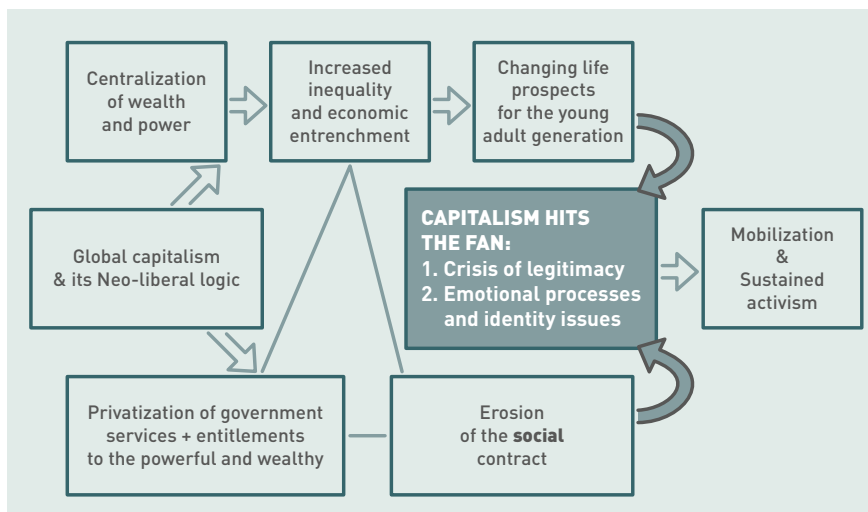 Centralization
of wealth
and power
Increased
inequality
and economic
entrenchment
Changing life
prospects
for the young
adult generation
Global capitalism
& its Neo-liberal logic
CAPITALISM HITS
THE FAN:
1. Crisis of legitimacy
2. Emotional processes
and identity issues
Mobilization
&
Sustained
activism
Privatization of government
services + entitlements
to the powerful and wealthy
Erosion
of the social
contract